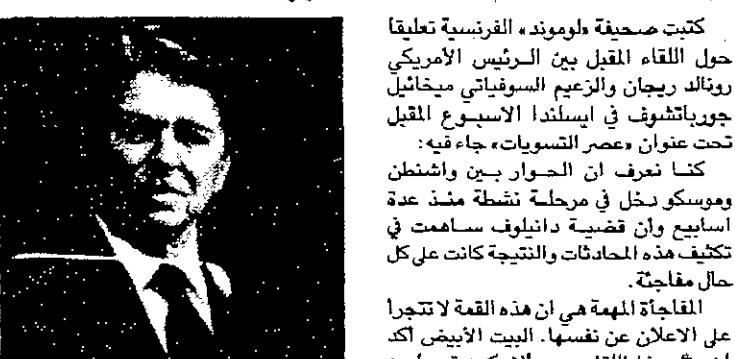 كتبت صحيفة «لوموند» الفرنسية تعليقا
حول اللقاء المقبل بين الرئيس الأمريكي
رونالد ريجان والزعيم السوفياتي ميخائيل
جورباتشوف في ايسلندا الاسبوع المقبل
تحت عنوان «عصر التسويات» جاء فيه:
كنا نعرف ان الحوار بين واشنطن
وموسكو دخل في مرحلة نشطة منذ عدة
اسابيع وان قضية دانيلوف ساهمت في
تكثيف هذه المحادثات والنتيجة كانت على كل
حال مفاجئة.
المفاجأة المهمة هي ان هذه القمة لا تتجرا
على الاعلان عن نفسها. البيت الأبيض اكد